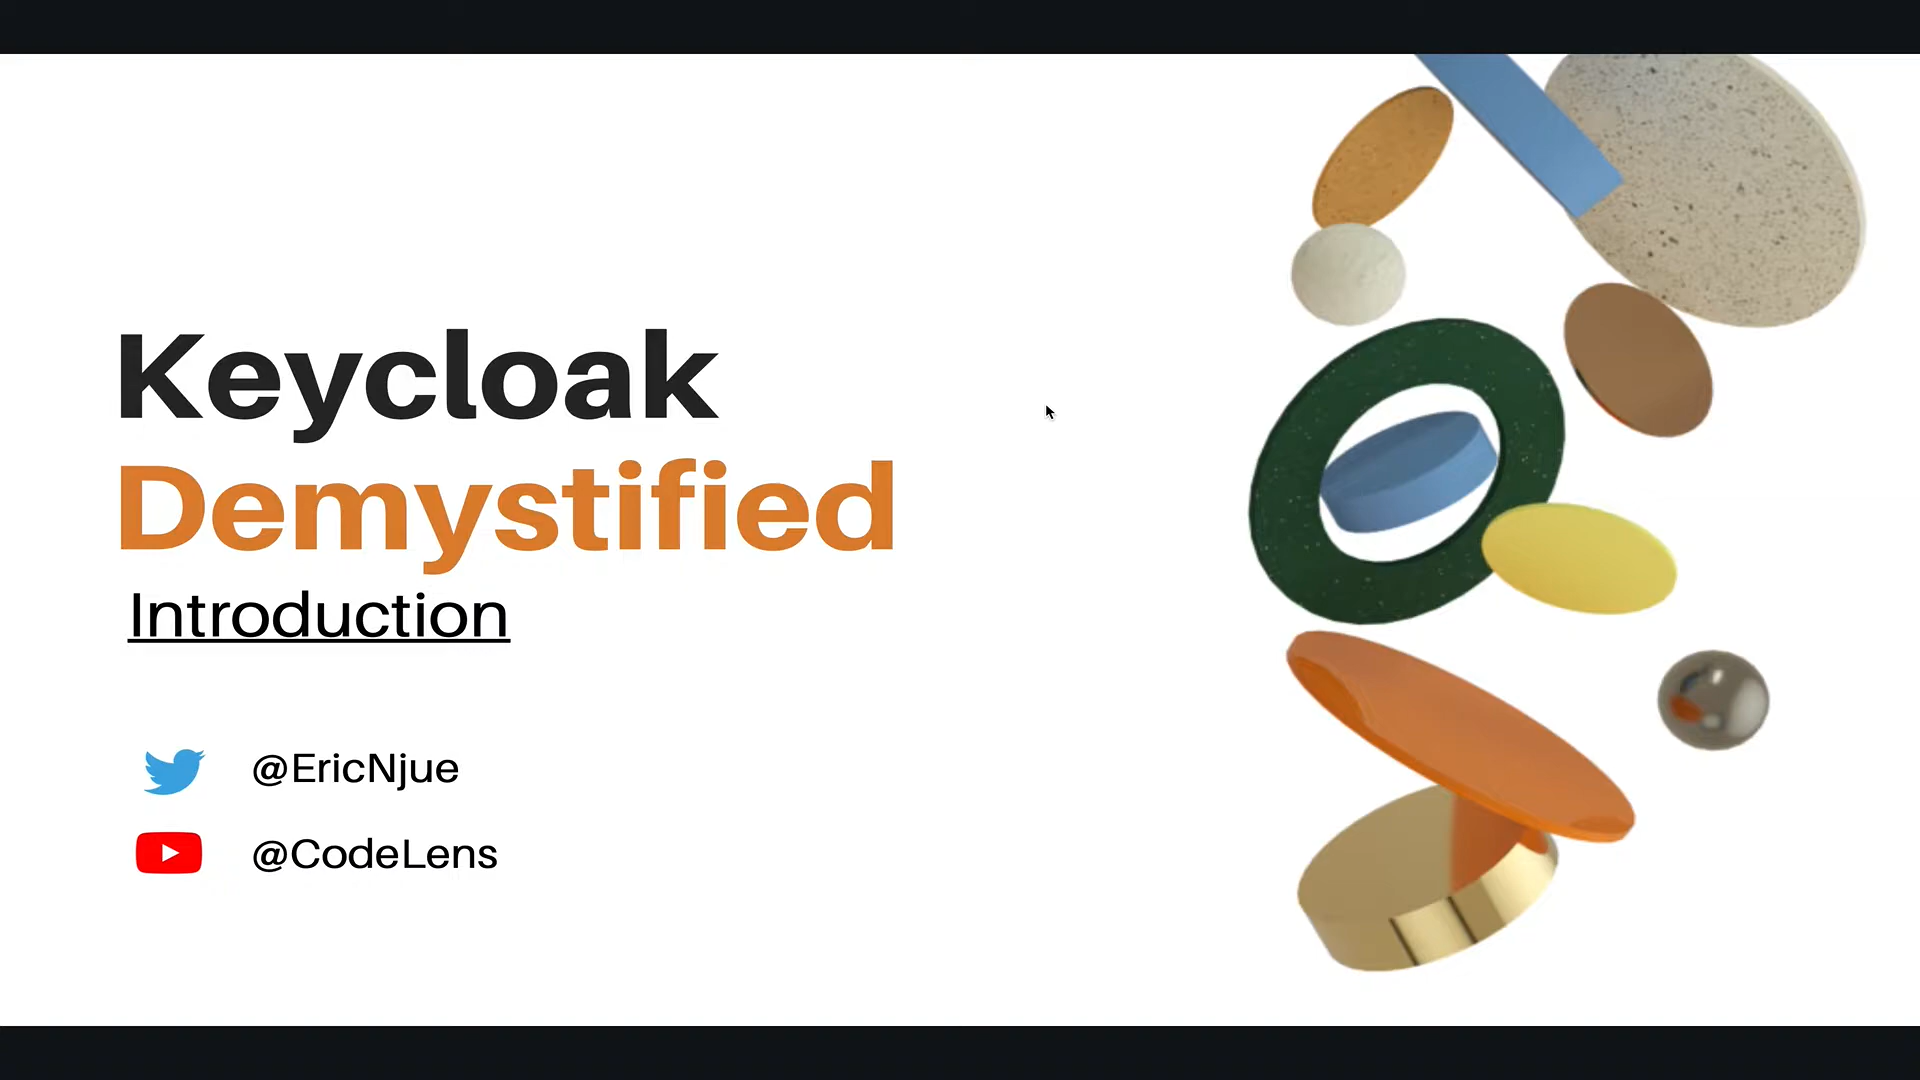 Keycloak
Demystified
Introduction
@EricNjue
@CodeLens